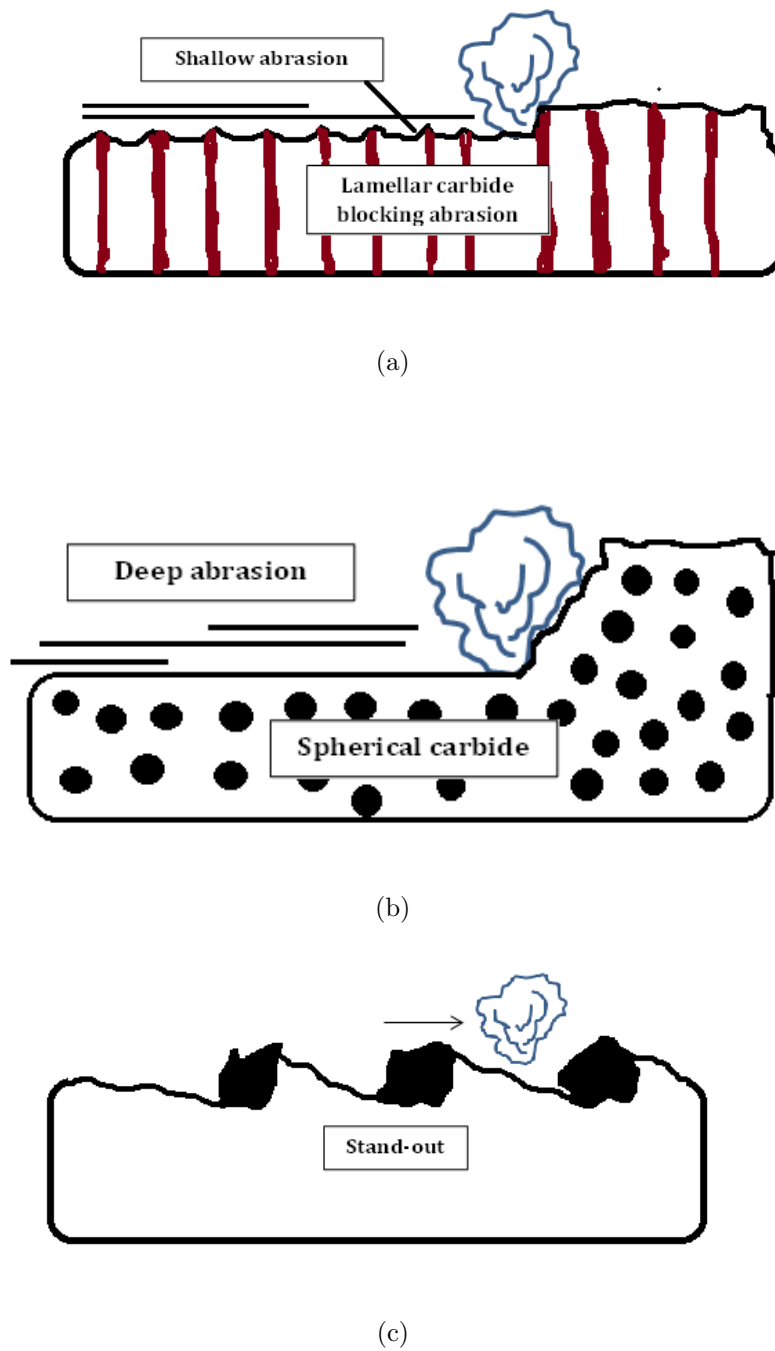 Shallow abrasion
Lamellar carbide
blocking abrasion
(a)
Deep abrasion
Spherical carbide
(b)
Stand-out
(c)